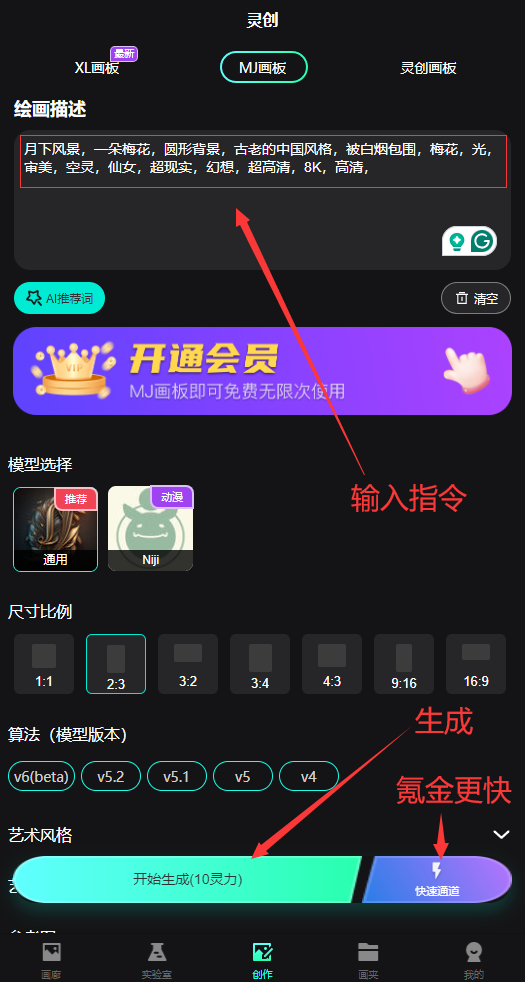 灵创
最新
XL画板 MJ画板 灵创画板
绘画描述
月下风景，一朵梅花，圆形背景，古老的中国风格，被白烟包围，梅花，光，
审美，空灵，仙女，超现实，幻想，超高清，8K，高清，
AI推荐词 清空
VIP
开通会员
MJ画板即可免费无限次使用
模型选择
输入指令
推荐 动漫
通用 Niji
尺寸比例
1:1 2:3 3:2 3:4 4:3 9:16 16:9
生成
算法（模型版本）
v6(beta) v5.2 v5.1 v5 v4
氪金更快
艺术风格
开始生成(10灵力) 快速通道
画廊 实验室 创作 画夹 我的